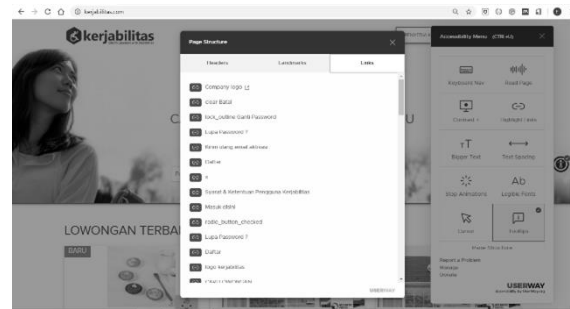 kerjabilitas.com
kerjabilitas
Page Structure
Headers
Landmarks
Links
Company logo
clear Batal
lock_outline Ganti Password
Lupa Password ?
Kirim ulang email aktivasi
Daftar
x
Syarat & Ketentuan Pengguna Kerjabilitas
Masuk disini
radio_button_checked
Lupa Password ?
Daftar
logo kerjabilitas
USERWAY
LOWONGAN TERBA
BARU
Accessibility Menu (CTRL+U)
Keyboard Nav
Read Page
Contrast +
Highlight Links
Bigger Text
Text Spacing
Stop Animations
Legible Fonts
Cursor
Tooltips
Report a Problem
Manage
USERWAY